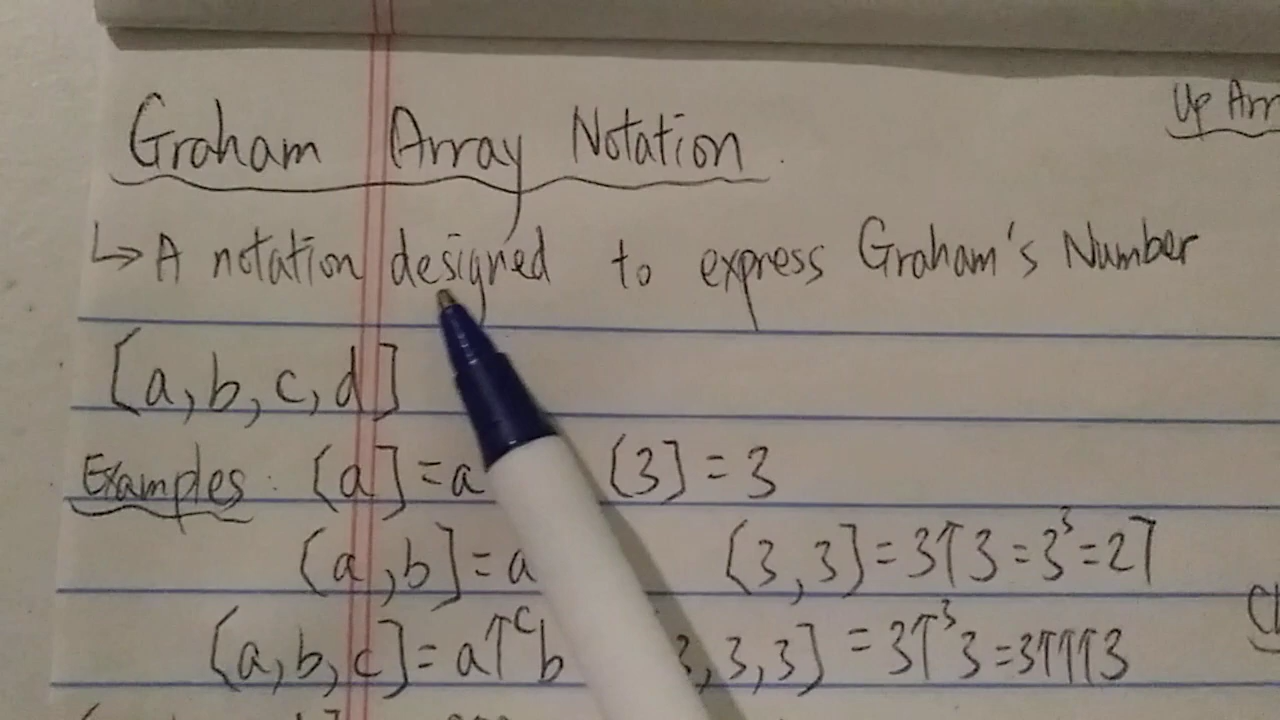 Graham Array Notation
Up Arr
↳ A notation designed to express Graham's Number
[a,b,c,d]
Examples: [a]=a [3]=3
[a,b]=a [3,3]=3↑3=3³=27
[a,b,c]=a↑ᶜb 3,3,3]=3↑³3=3↑↑↑3